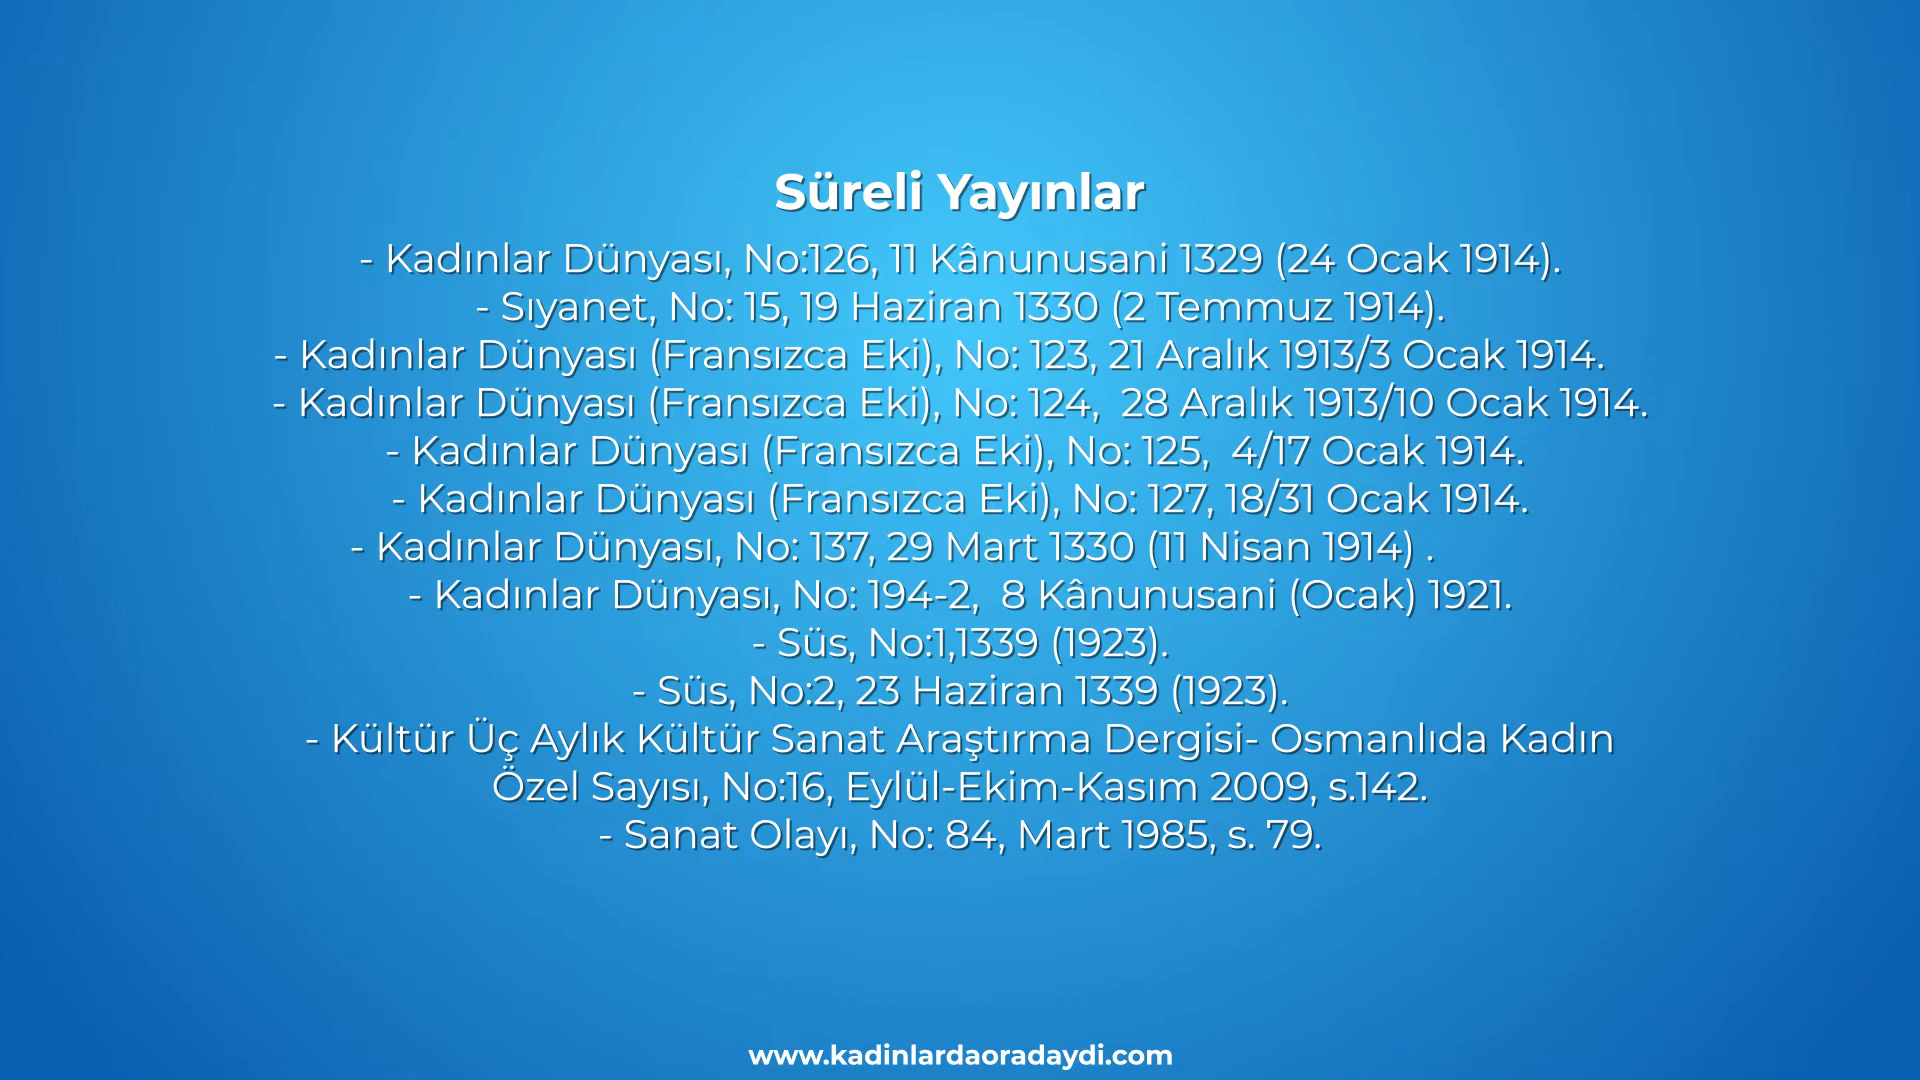 Süreli Yayınlar
- Kadınlar Dünyası, No:126, 11 Kânunusani 1329 (24 Ocak 1914).
- Sıyanet, No: 15, 19 Haziran 1330 (2 Temmuz 1914).
- Kadınlar Dünyası (Fransızca Eki), No: 123, 21 Aralık 1913/3 Ocak 1914.
- Kadınlar Dünyası (Fransızca Eki), No: 124,  28 Aralık 1913/10 Ocak 1914.
- Kadınlar Dünyası (Fransızca Eki), No: 125,  4/17 Ocak 1914.
- Kadınlar Dünyası (Fransızca Eki), No: 127, 18/31 Ocak 1914.
- Kadınlar Dünyası, No: 137, 29 Mart 1330 (11 Nisan 1914) .
- Kadınlar Dünyası, No: 194-2,  8 Kânunusani (Ocak) 1921.
- Süs, No:1,1339 (1923).
- Süs, No:2, 23 Haziran 1339 (1923).
- Kültür Üç Aylık Kültür Sanat Araştırma Dergisi- Osmanlıda Kadın
Özel Sayısı, No:16, Eylül-Ekim-Kasım 2009, s.142.
- Sanat Olayı, No: 84, Mart 1985, s. 79.
www.kadinlardaoradaydi.com